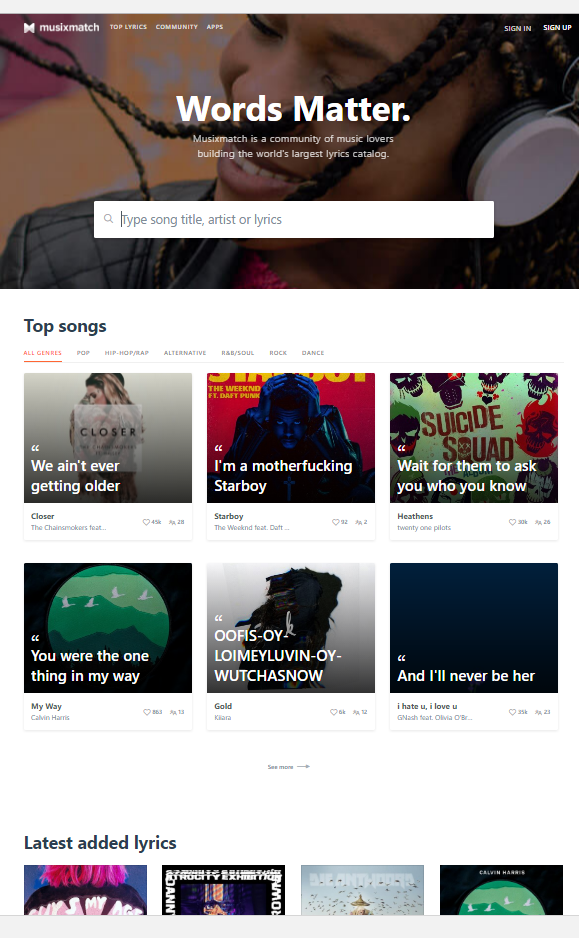 musixmatch TOP LYRICS COMMUNITY APPS SIGN IN SIGN UP
Words Matter.
Musixmatch is a community of music lovers
building the world's largest lyrics catalog.
Type song title, artist or lyrics
Top songs
ALL GENRES POP HIP-HOP/RAP ALTERNATIVE R&B/SOUL ROCK DANCE
CLOSER
“
We ain't ever
getting older
Closer
The Chainsmokers feat...
45k 28
STARBOY
THE WEEKND
FT. DAFT PUNK
“
I'm a motherfucking
Starboy
Starboy
The Weeknd feat. Daft ...
92 2
SUICIDE
SQUAD
“
Wait for them to ask
you who you know
Heathens
twenty one pilots
30k 26
“
You were the one
thing in my way
My Way
Calvin Harris
863 13
“
OOFIS-OY-
LOIMEYLUVIN-OY-
WUTCHASNOW
Gold
Kiiara
6k 12
“
And I'll never be her
i hate u, i love u
GNash feat. Olivia O'Br...
35k 23
See more
Latest added lyrics
ATROCITY EXHIBITION
CALVIN HARRIS